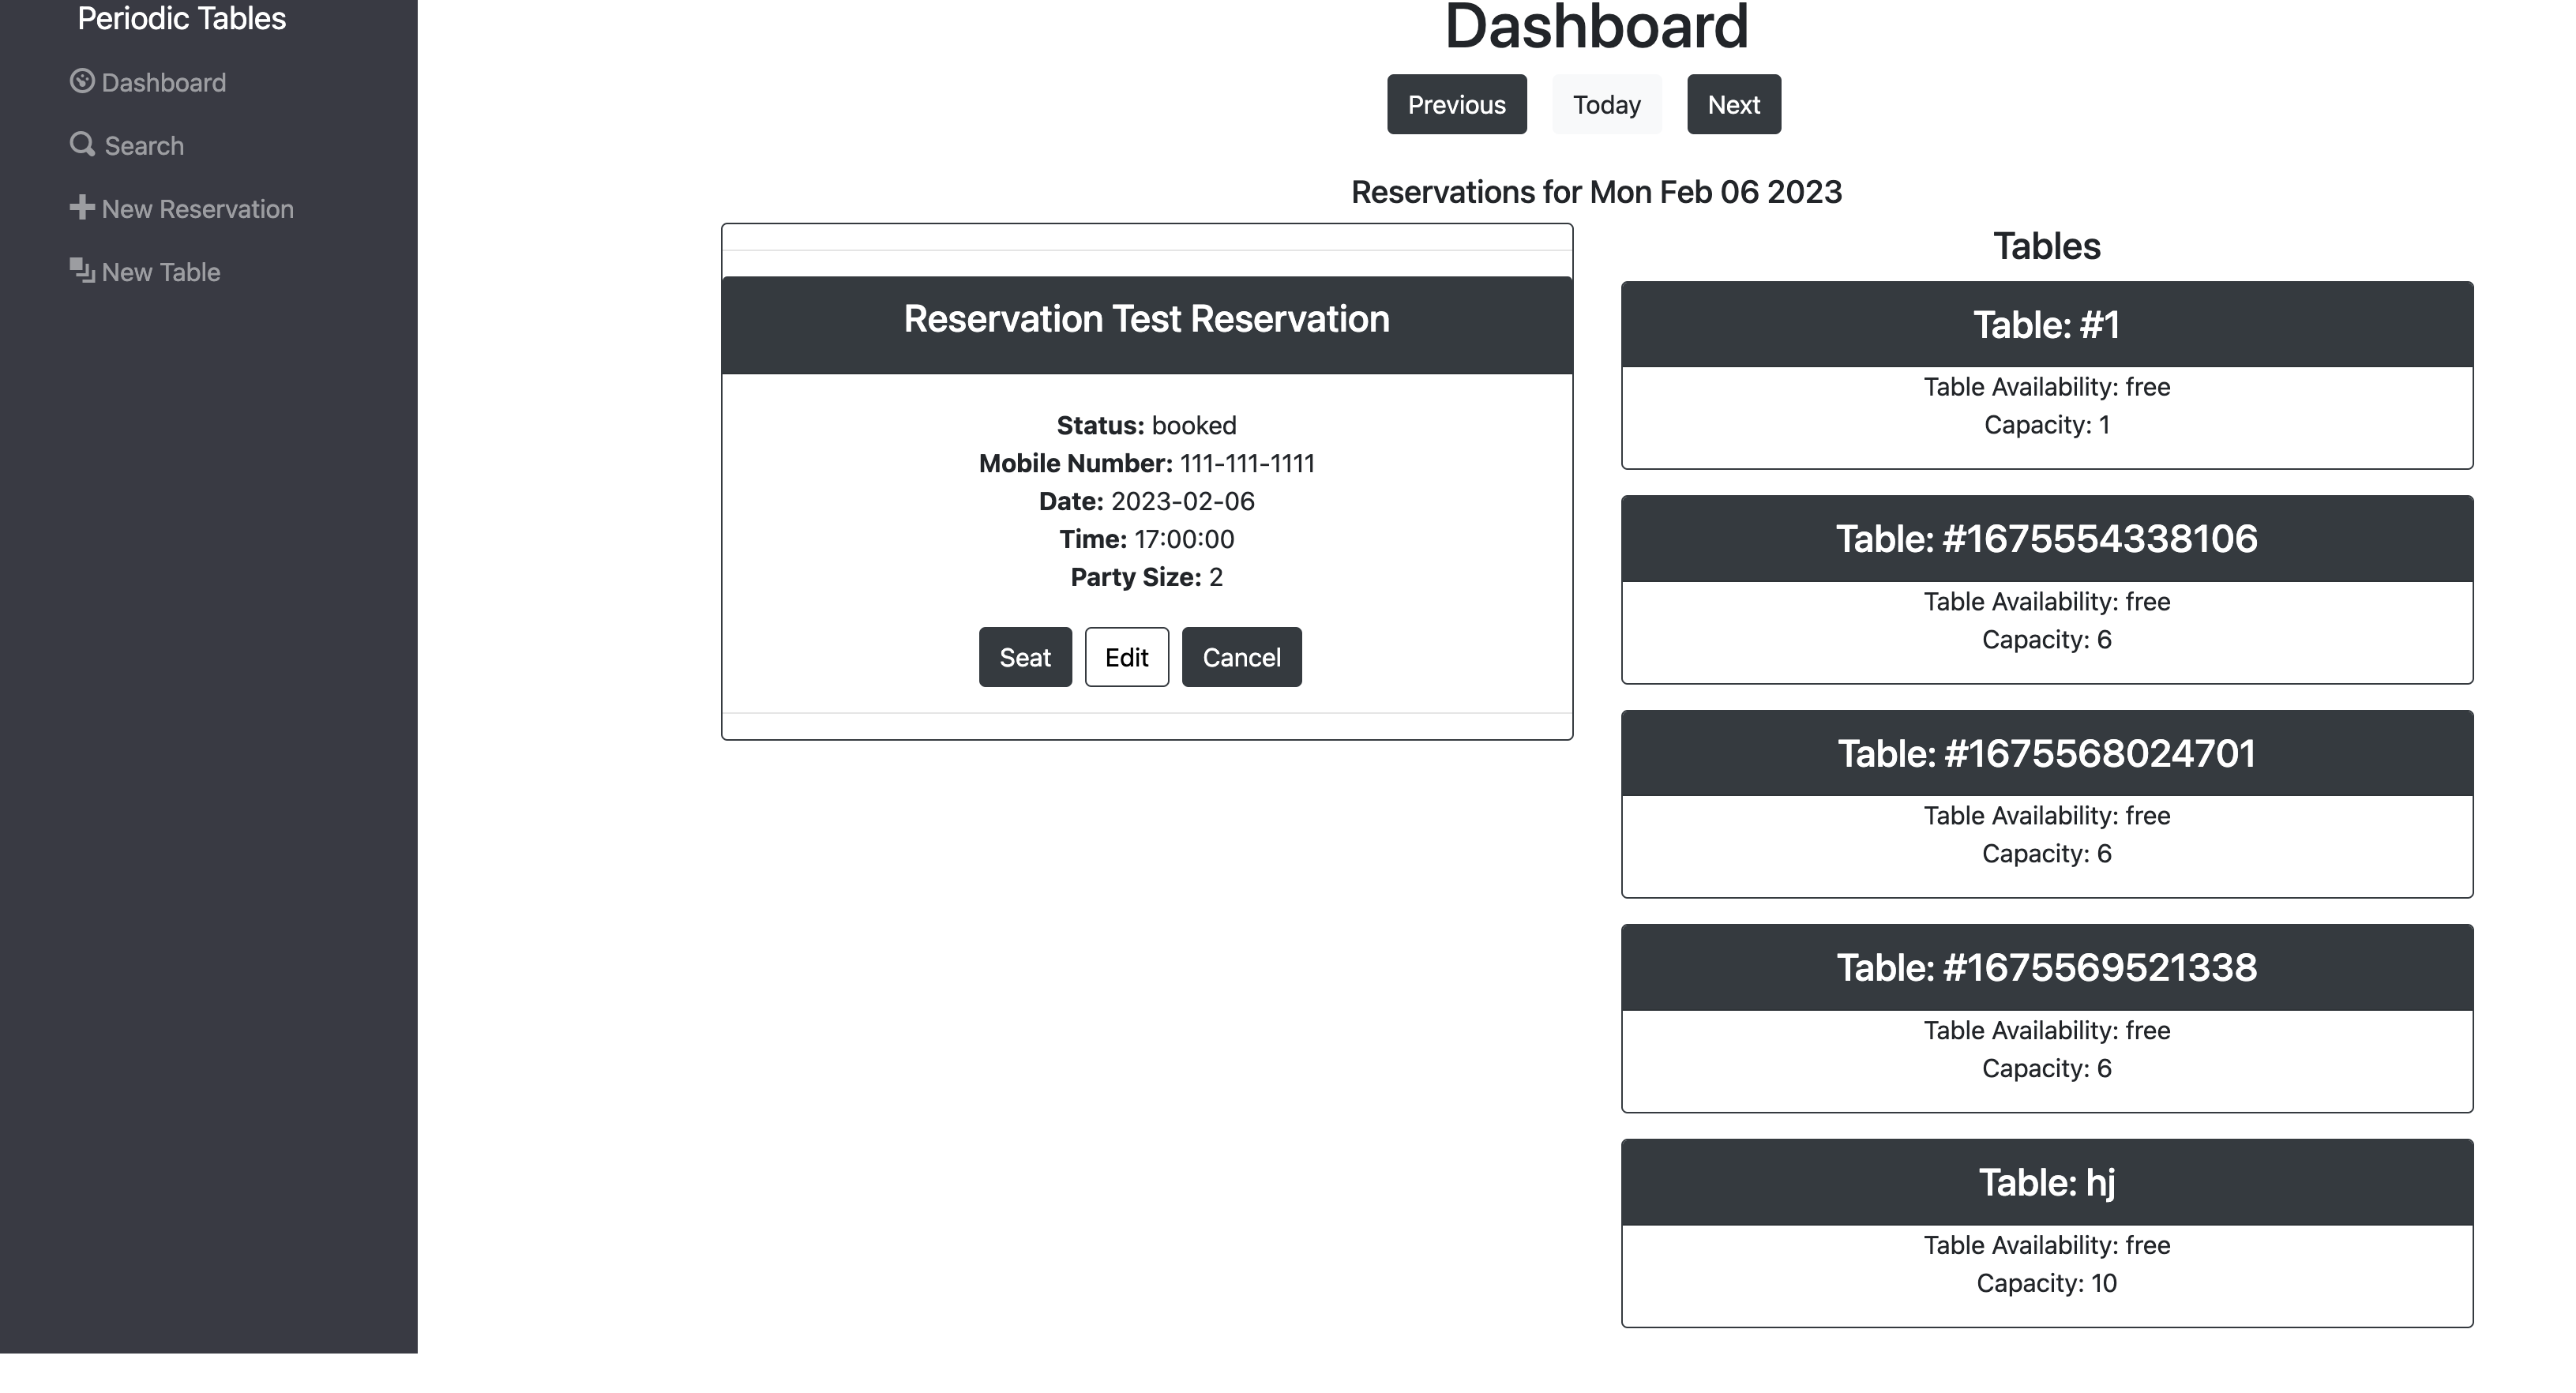 Periodic Tables
Dashboard
Search
New Reservation
New Table
Dashboard
Previous Today Next
Reservations for Mon Feb 06 2023
Reservation Test Reservation
Status: booked
Mobile Number: 111-111-1111
Date: 2023-02-06
Time: 17:00:00
Party Size: 2
Seat Edit Cancel
Tables
Table: #1
Table Availability: free
Capacity: 1
Table: #1675554338106
Table Availability: free
Capacity: 6
Table: #1675568024701
Table Availability: free
Capacity: 6
Table: #1675569521338
Table Availability: free
Capacity: 6
Table: hj
Table Availability: free
Capacity: 10